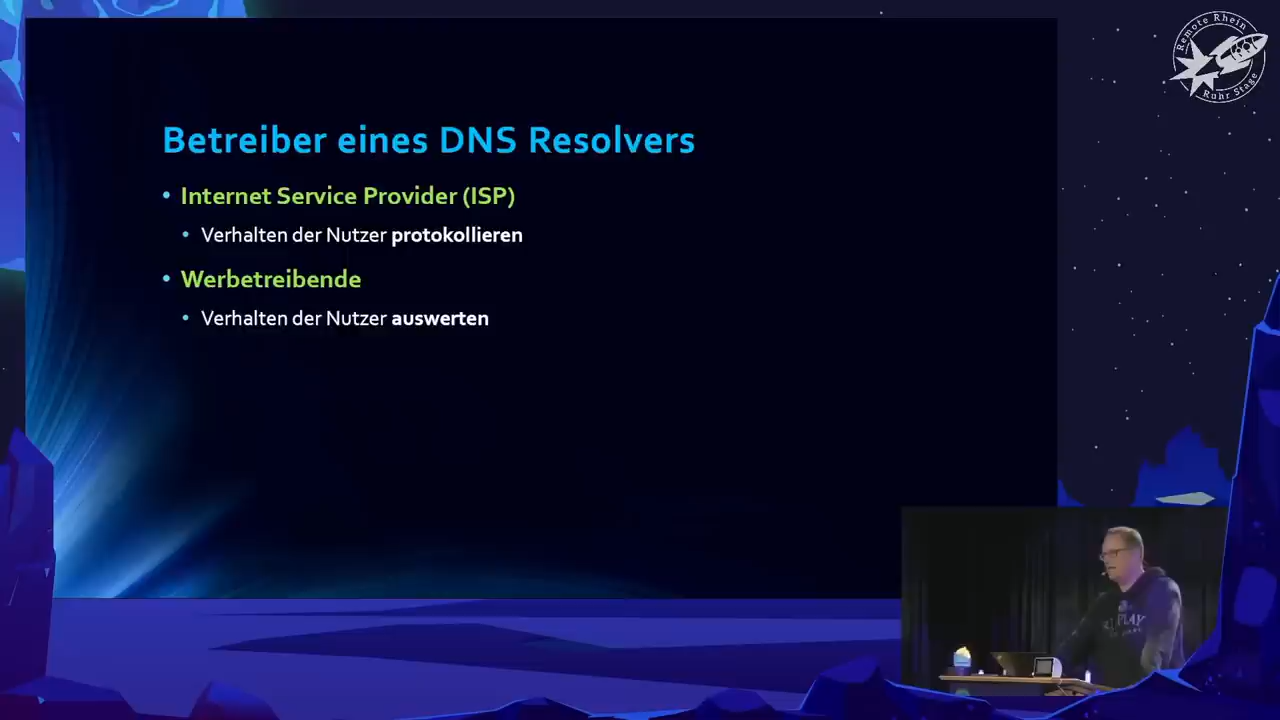 Remote Rhein
Ruhr Stage
Betreiber eines DNS Resolvers
• Internet Service Provider (ISP)
• Verhalten der Nutzer protokollieren
• Werbetreibende
• Verhalten der Nutzer auswerten